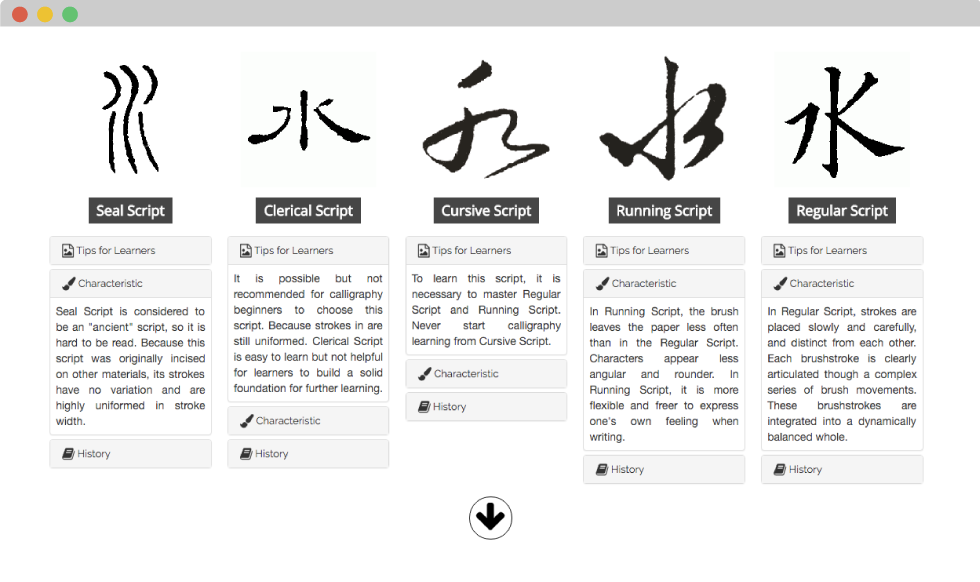 水 水 水 水 水
Seal Script
Clerical Script
Cursive Script
Running Script
Regular Script
Tips for Learners
Characteristic
Seal Script is considered to
be an "ancient" script, so it is
hard to be read. Because this
script was originally incised
on other materials, its strokes
have no variation and are
highly uniformed in stroke
width.
History
Tips for Learners
It is possible but not
recommended for calligraphy
beginners to choose this
script. Because strokes in are
still uniformed. Clerical Script
is easy to learn but not helpful
for learners to build a solid
foundation for further learning.
Characteristic
History
Tips for Learners
To learn this script, it is
necessary to master Regular
Script and Running Script.
Never start calligraphy
learning from Cursive Script.
Characteristic
History
Tips for Learners
Characteristic
In Running Script, the brush
leaves the paper less often
than in the Regular Script.
Characters appear less
angular and rounder. In
Running Script, it is more
flexible and freer to express
one's own feeling when
writing.
History
Tips for Learners
Characteristic
In Regular Script, strokes are
placed slowly and carefully,
and distinct from each other.
Each brushstroke is clearly
articulated though a complex
series of brush movements.
These brushstrokes are
integrated into a dynamically
balanced whole.
History